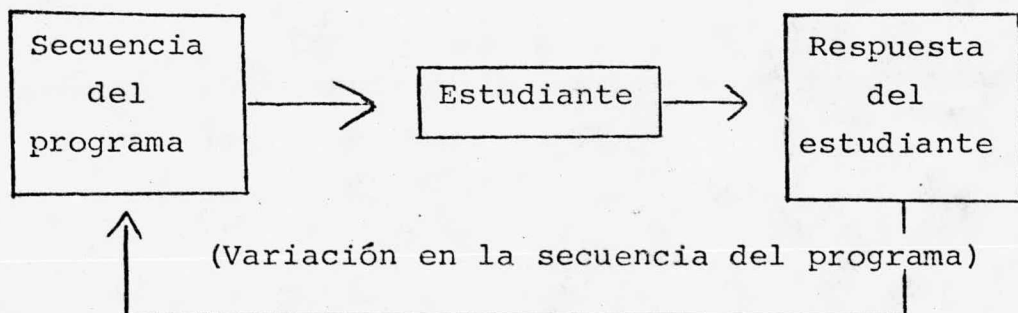 Secuencia
del
programa
Estudiante
Respuesta
del
estudiante
(Variación en la secuencia del programa)